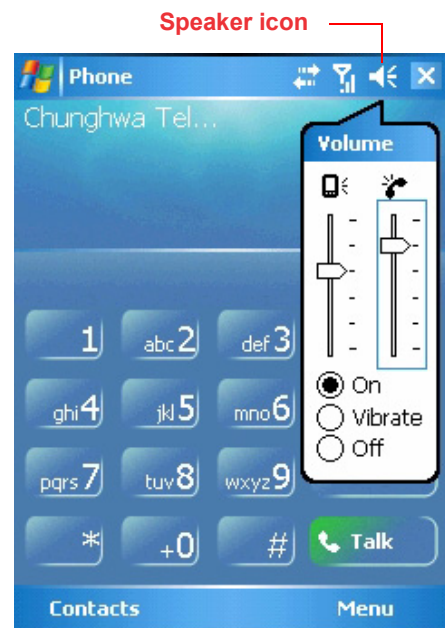 Speaker icon
Phone
Chunghwa Tel...
Volume
On
Vibrate
Off
1 abc2 def3
ghi4 jkl5 mno6
pqrs7 tuv8 wxyz9
* +0 # Talk
Contacts Menu